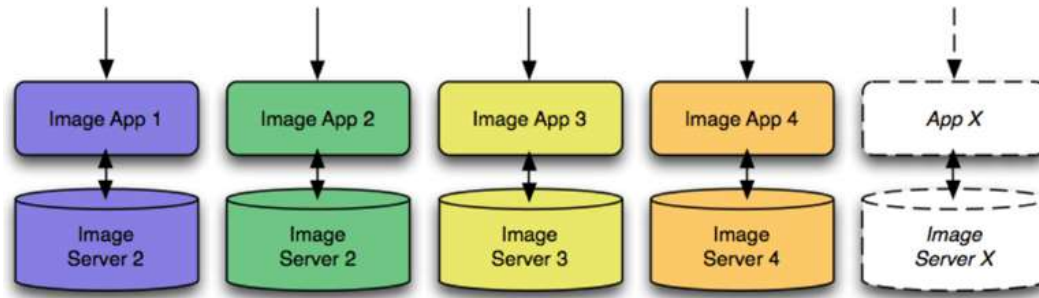 Image App 1
Image App 2
Image App 3
Image App 4
App X
Image
Server 2
Image
Server 2
Image
Server 3
Image
Server 4
Image
Server X